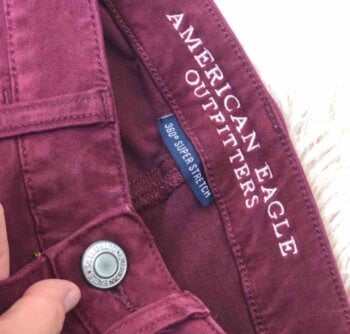 AMERICAN EAGLE
OUTFITTERS
360° SUPER STRETCH